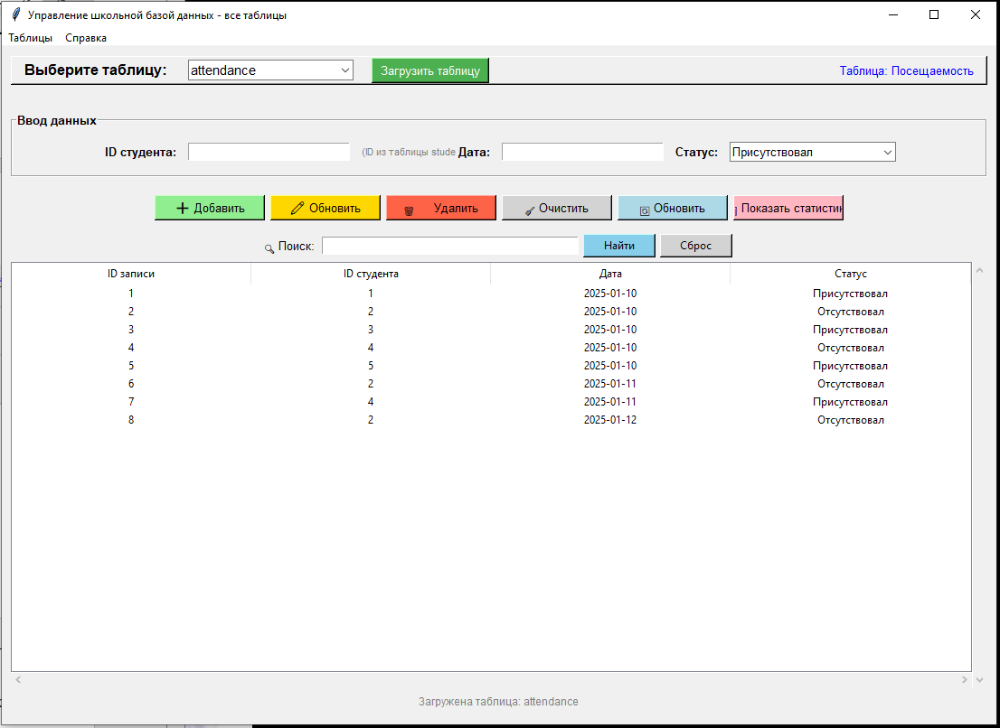 Управление школьной базой данных - все таблицы
Таблицы Справка
Выберите таблицу: attendance Загрузить таблицу Таблица: Посещаемость
Ввод данных
ID студента: (ID из таблицы stude Дата: Статус: Присутствовал
Добавить Обновить Удалить Очистить Обновить Показать статистик
Поиск: Найти Сброс
ID записи ID студента Дата Статус
1 1 2025-01-10 Присутствовал
2 2 2025-01-10 Отсутствовал
3 3 2025-01-10 Присутствовал
4 4 2025-01-10 Отсутствовал
5 5 2025-01-10 Присутствовал
6 2 2025-01-11 Отсутствовал
7 4 2025-01-11 Присутствовал
8 2 2025-01-12 Отсутствовал
Загружена таблица: attendance